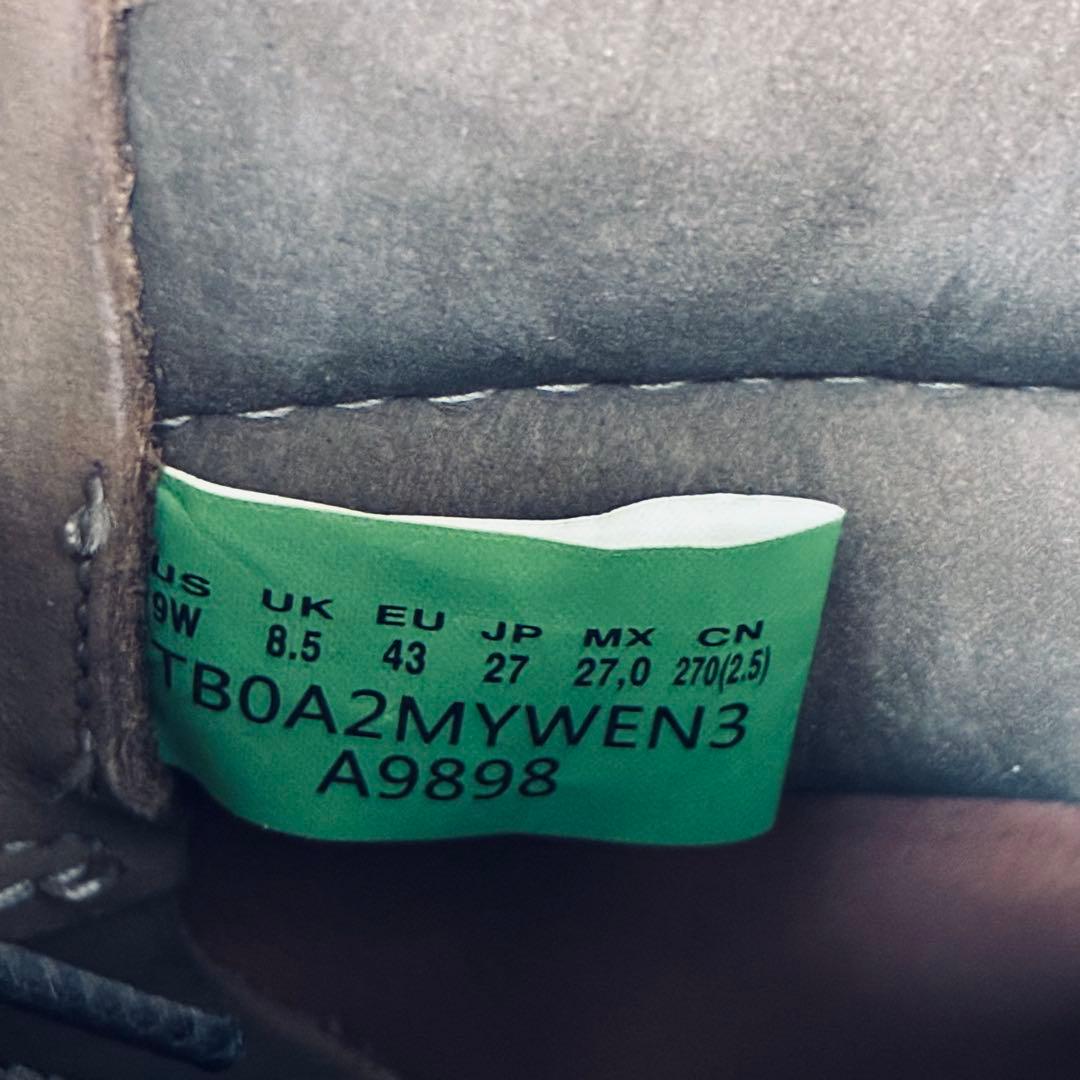 US UK EU JP MX CN
9W 8.5 43 27 27,0 270(2.5)
TB0A2MYWEN3
A9898